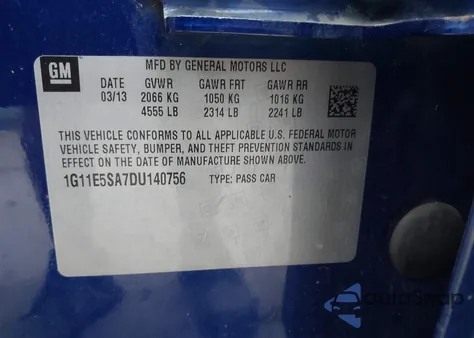 GM
MFD BY GENERAL MOTORS LLC
DATE GVWR GAWR FRT GAWR RR
03/13 2066 KG 1050 KG 1016 KG
4555 LB 2314 LB 2241 LB
THIS VEHICLE CONFORMS TO ALL APPLICABLE U.S. FEDERAL MOTOR
VEHICLE SAFETY, BUMPER, AND THEFT PREVENTION STANDARDS IN
EFFECT ON THE DATE OF MANUFACTURE SHOWN ABOVE.
1G11E5SA7DU140756 TYPE: PASS CAR
AutoSwap